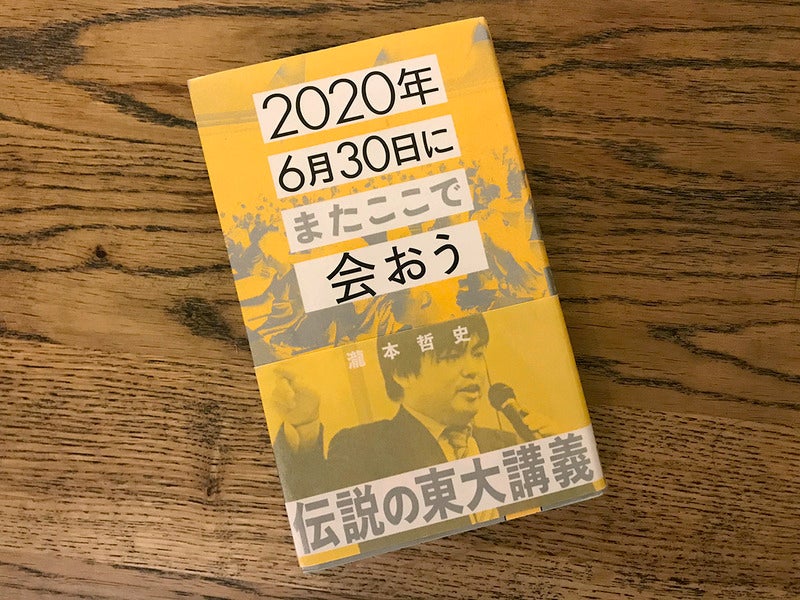 2020年
6月30日に
またここで
会おう
瀧本哲史
伝説の東大講義